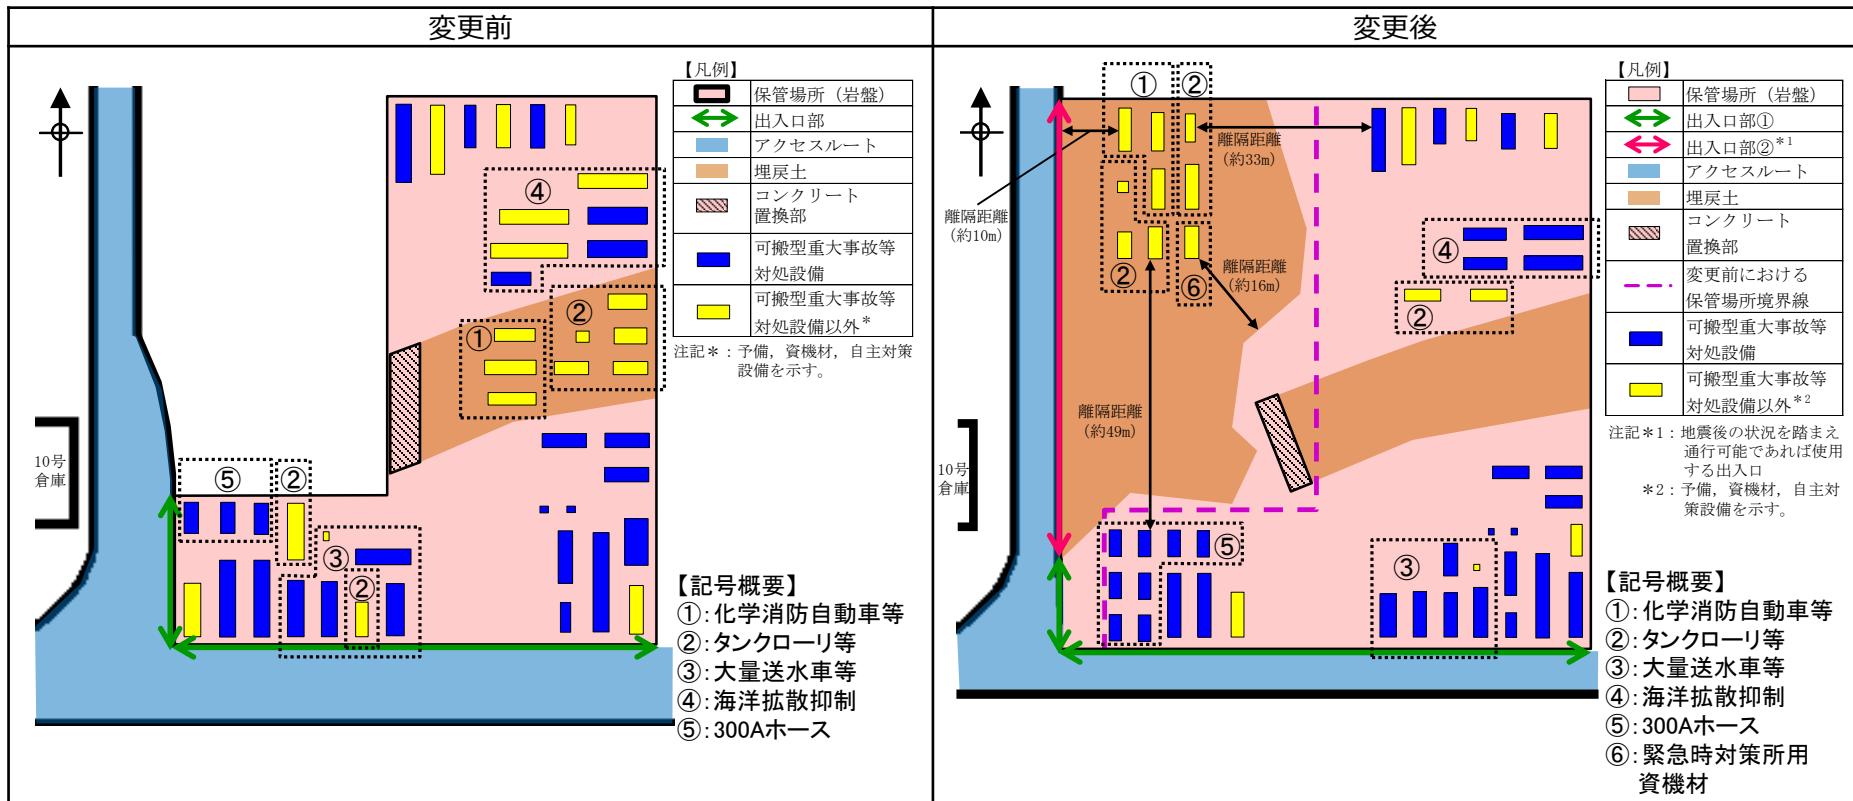 変更前
【凡例】
保管場所（岩盤）
出入口部
アクセスルート
埋戻土
コンクリート
置換部
可搬型重大事故等
対処設備
可搬型重大事故等
対処設備以外*
注記＊：予備，資機材，自主対策
設備を示す。
④
②
①
10号
倉庫
⑤
②
③
②
【記号概要】
①：化学消防自動車等
②：タンクローリ等
③：大量送水車等
④：海洋拡散抑制
⑤：300Aホース
変更後
【凡例】
保管場所（岩盤）
出入口部①
出入口部②*1
アクセスルート
埋戻土
コンクリート
置換部
変更前における
保管場所境界線
可搬型重大事故等
対処設備
可搬型重大事故等
対処設備以外*2
注記＊1：地震後の状況を踏まえ
通行可能であれば使用
する出入口
＊2：予備，資機材，自主対
策設備を示す。
①
②
離隔距離
（約33m）
離隔距離
（約10m）
④
②
⑥
離隔距離
（約16m）
②
離隔距離
（約49m）
10号
倉庫
⑤
③
【記号概要】
①：化学消防自動車等
②：タンクローリ等
③：大量送水車等
④：海洋拡散抑制
⑤：300Aホース
⑥：緊急時対策所用
資機材